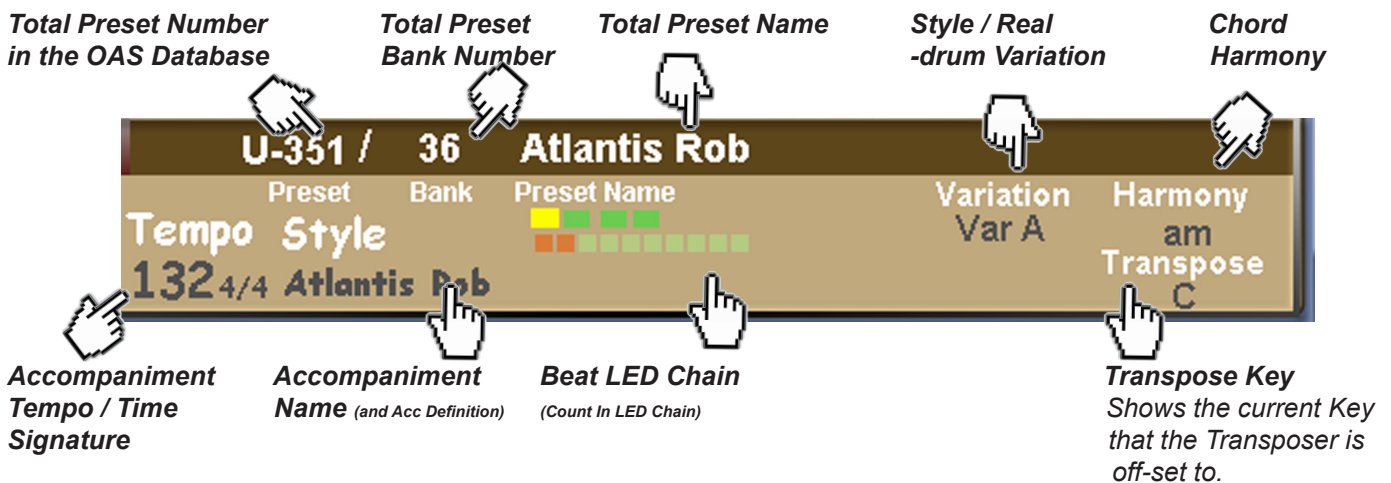 Total Preset Number
in the OAS Database
Total Preset
Bank Number
Total Preset Name
Style / Real
-drum Variation
Chord
Harmony
U-351 / 36 Atlantis Rob
Preset Bank Preset Name
Variation
Var A
Harmony
am
Transpose
C
Tempo Style
132 4/4 Atlantis Rob
Accompaniment
Tempo / Time
Signature
Accompaniment
Name (and Acc Definition)
Beat LED Chain
(Count In LED Chain)
Transpose Key
Shows the current Key
that the Transposer is
off-set to.